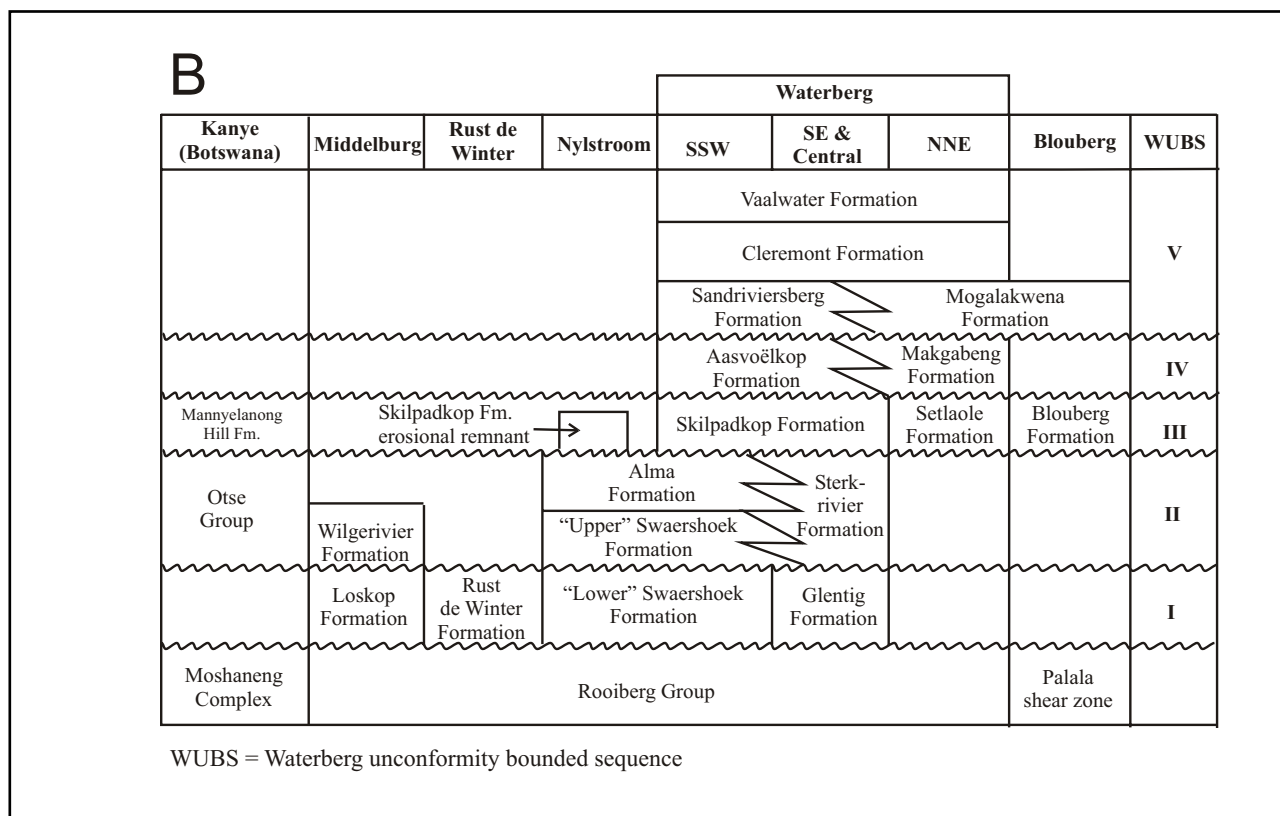 B
Waterberg
Kanye
(Botswana)
Middelburg
Rust de
Winter
Nylstroom
SSW
SE &
Central
NNE
Blouberg
WUBS
Vaalwater Formation
Cleremont Formation
V
Sandriviersberg
Formation
Mogalakwena
Formation
Aasvoëlkop
Formation
Makgabeng
Formation
IV
Mannyelanong
Hill Fm.
Skilpadkop Fm.
erosional remnant
Skilpadkop Formation
Setlaole
Formation
Blouberg
Formation
III
Otse
Group
Wilgerivier
Formation
Alma
Formation
"Upper" Swaershoek
Formation
Sterk-
rivier
Formation
II
Loskop
Formation
Rust
de Winter
Formation
"Lower" Swaershoek
Formation
Glentig
Formation
I
Moshaneng
Complex
Rooiberg Group
Palala
shear zone
WUBS = Waterberg unconformity bounded sequence